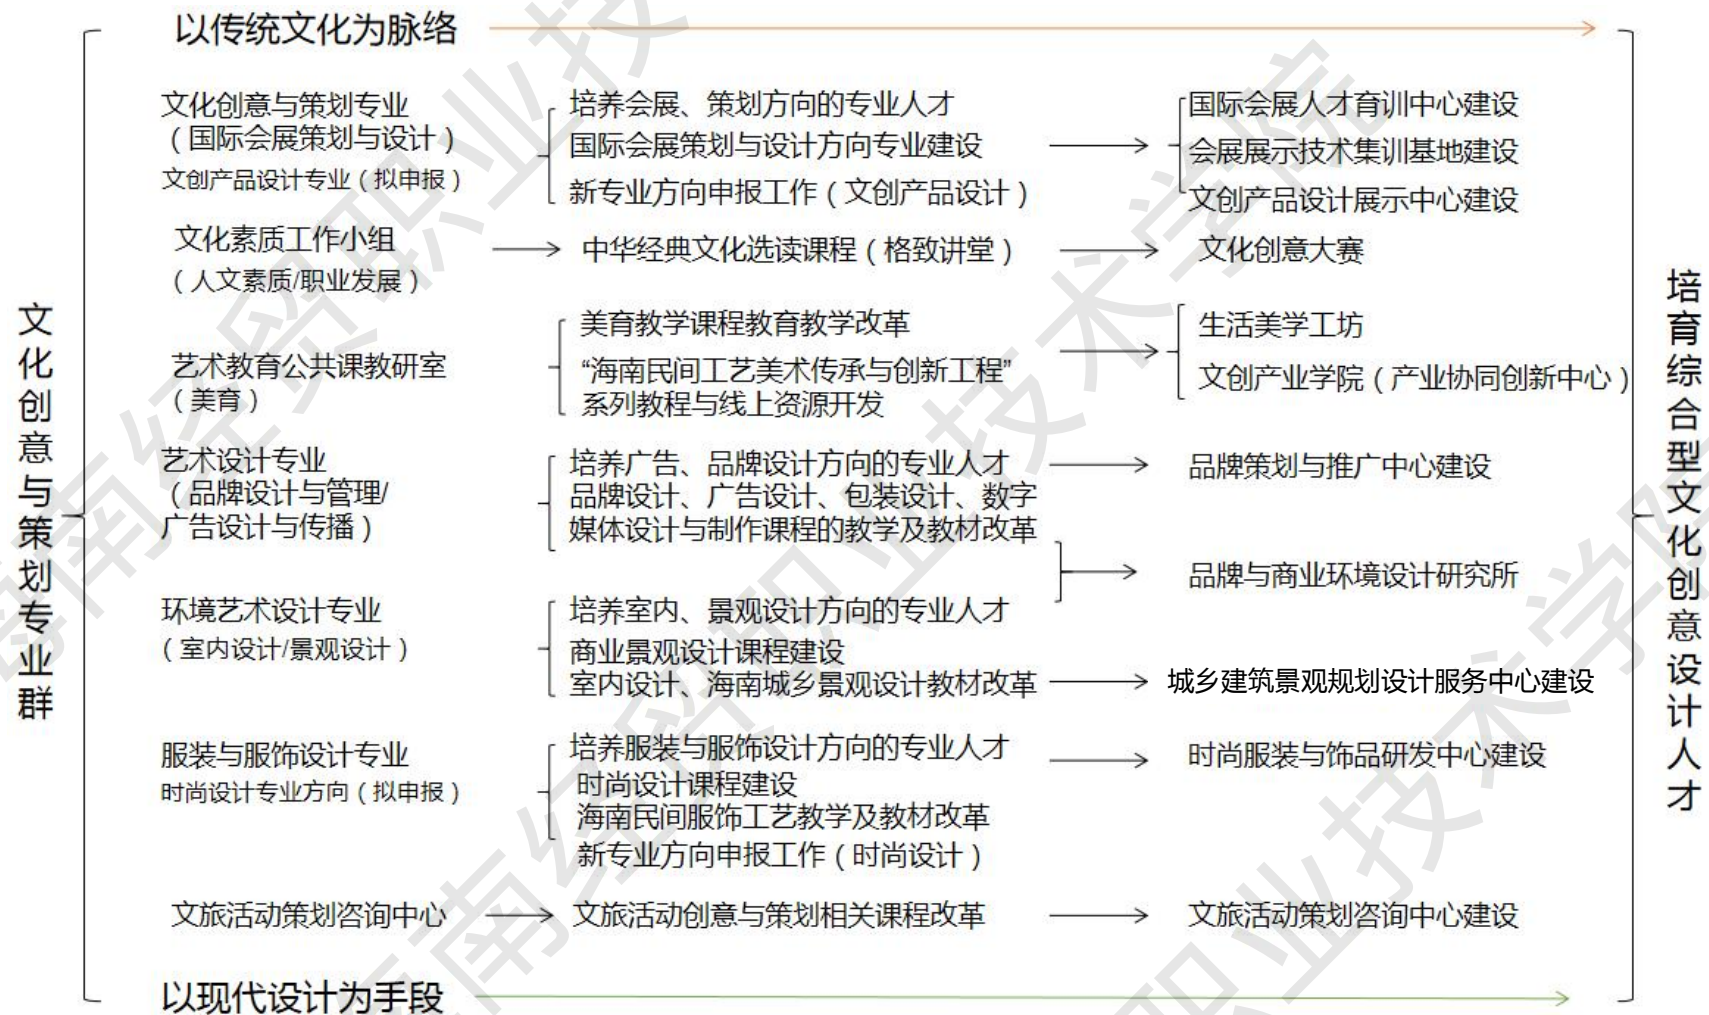 以传统文化为脉络
文化创意与策划专业群
文化创意与策划专业
（国际会展策划与设计）
文创产品设计专业（拟申报）
培养会展、策划方向的专业人才
国际会展策划与设计方向专业建设
新专业方向申报工作（文创产品设计）
国际会展人才育训中心建设
会展展示技术集训基地建设
文创产品设计展示中心建设
文化素质工作小组
（人文素质/职业发展）
中华经典文化选读课程（格致讲堂）
文化创意大赛
艺术教育公共课教研室
（美育）
美育教学课程教育教学改革
“海南民间工艺美术传承与创新工程”
系列教程与线上资源开发
生活美学工坊
文创产业学院（产业协同创新中心）
艺术设计专业
（品牌设计与管理/
广告设计与传播）
培养广告、品牌设计方向的专业人才
品牌设计、广告设计、包装设计、数字
媒体设计与制作课程的教学及教材改革
品牌策划与推广中心建设
品牌与商业环境设计研究所
环境艺术设计专业
（室内设计/景观设计）
培养室内、景观设计方向的专业人才
商业景观设计课程建设
室内设计、海南城乡景观设计教材改革
城乡建筑景观规划设计服务中心建设
服装与服饰设计专业
时尚设计专业方向（拟申报）
培养服装与服饰设计方向的专业人才
时尚设计课程建设
海南民间服饰工艺教学及教材改革
新专业方向申报工作（时尚设计）
时尚服装与饰品研发中心建设
文旅活动策划咨询中心
文旅活动创意与策划相关课程改革
文旅活动策划咨询中心建设
培育综合型文化创意设计人才
以现代设计为手段
海南经贸职业技术学院
海南经贸职业技术学院
职业技术学院